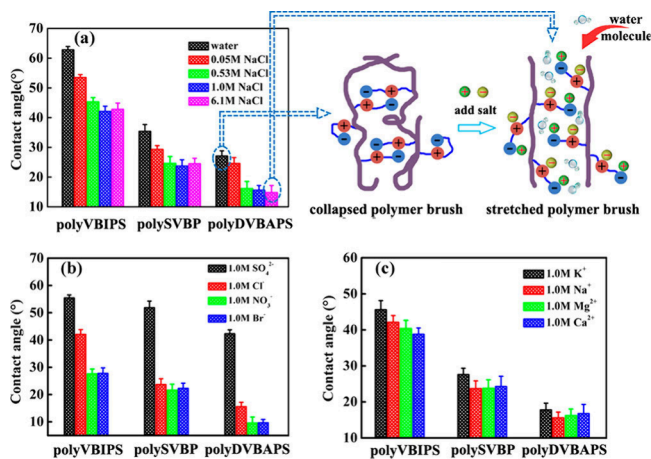 (a)
water
0.05M NaCl
0.53M NaCl
1.0M NaCl
6.1M NaCl
Contact angle(°)
70
60
50
40
30
20
10
polyVBIPS
polySVBP
polyDVBAPS
water
molecule
add salt
collapsed polymer brush
stretched polymer brush
(b)
1.0M SO₄²⁻
1.0M Cl⁻
1.0M NO₃⁻
1.0M Br⁻
Contact angle (°)
70
60
50
40
30
20
10
polyVBIPS
polySVBP
polyDVBAPS
(c)
1.0M K⁺
1.0M Na⁺
1.0M Mg²⁺
1.0M Ca²⁺
Contact angle (°)
60
50
40
30
20
10
polyVBIPS
polySVBP
polyDVBAPS